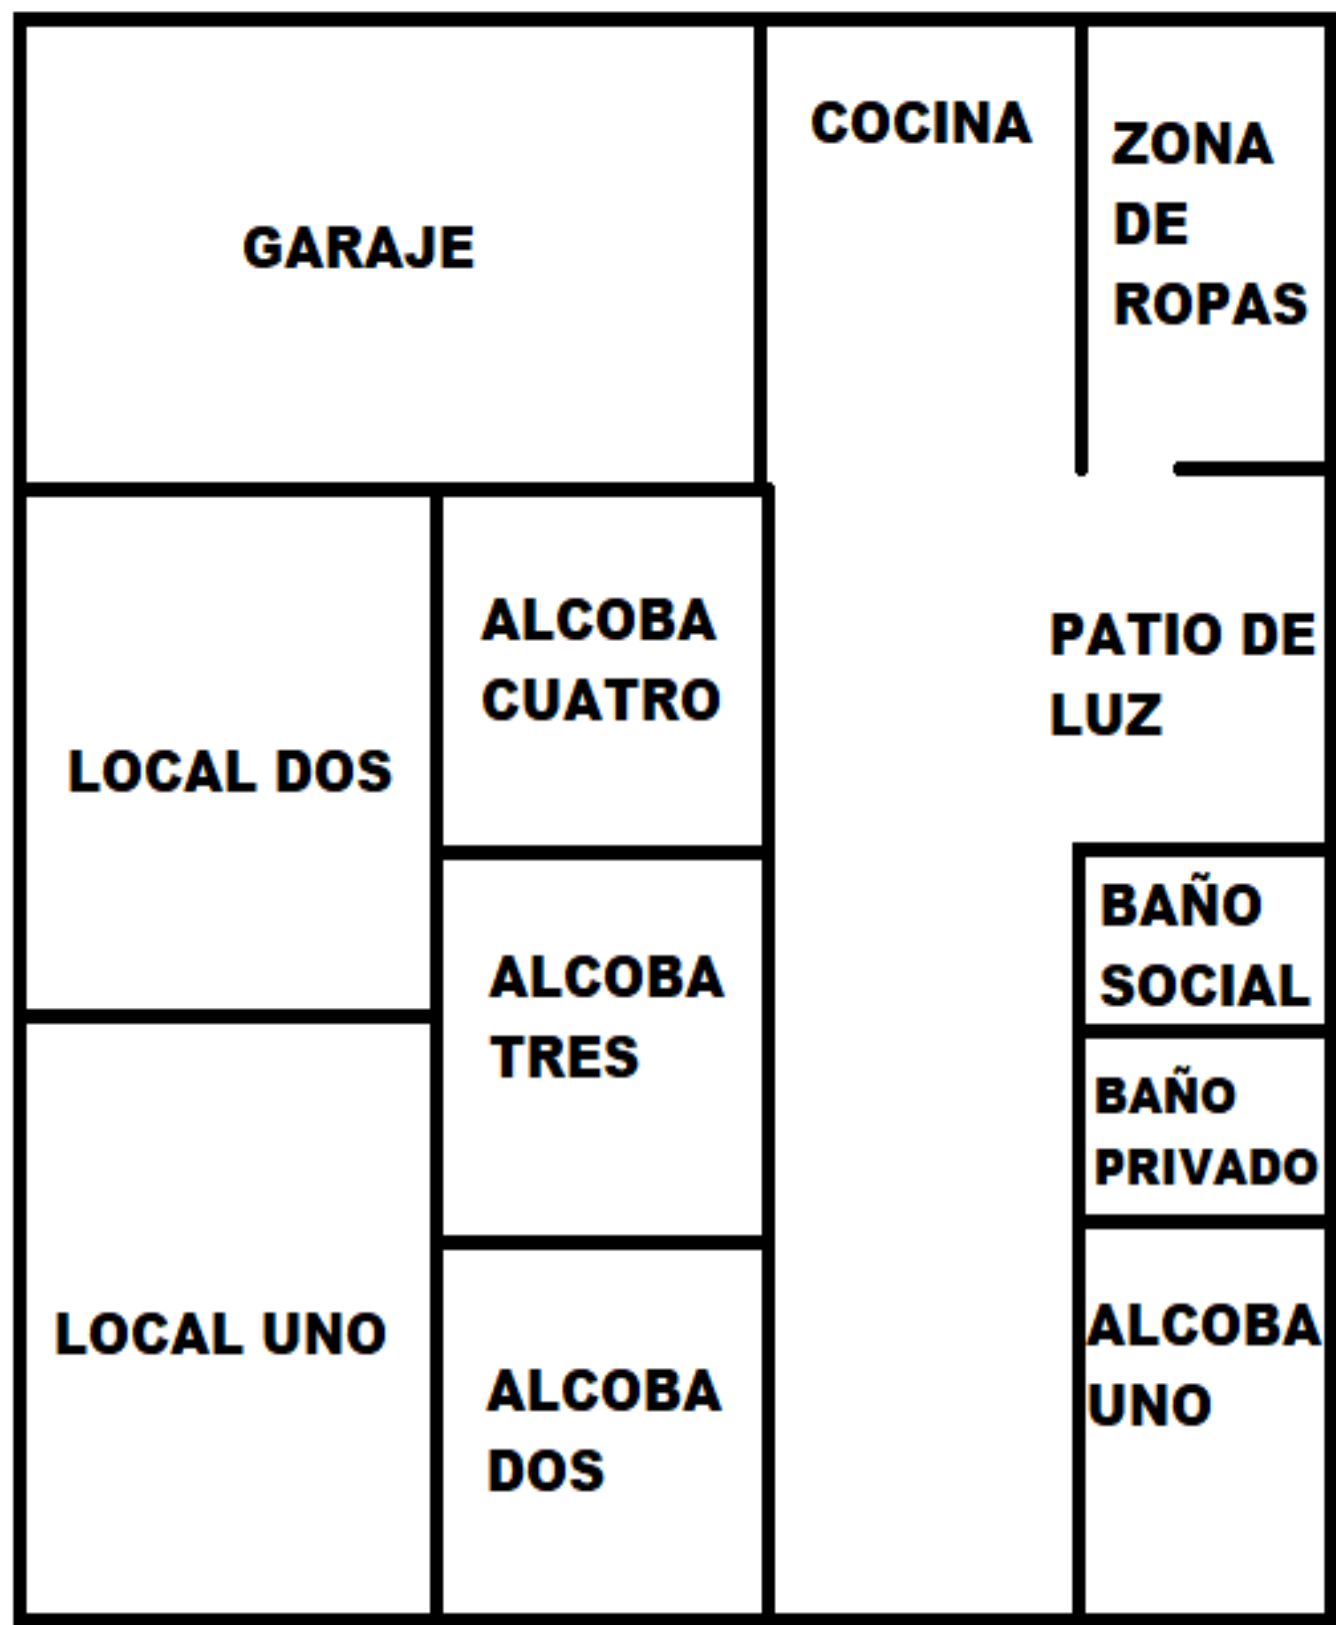 GARAJE
COCINA
ZONA
DE
ROPAS
ALCOBA
CUATRO
PATIO DE
LUZ
LOCAL DOS
BAÑO
SOCIAL
ALCOBA
TRES
BAÑO
PRIVADO
LOCAL UNO
ALCOBA
DOS
ALCOBA
UNO